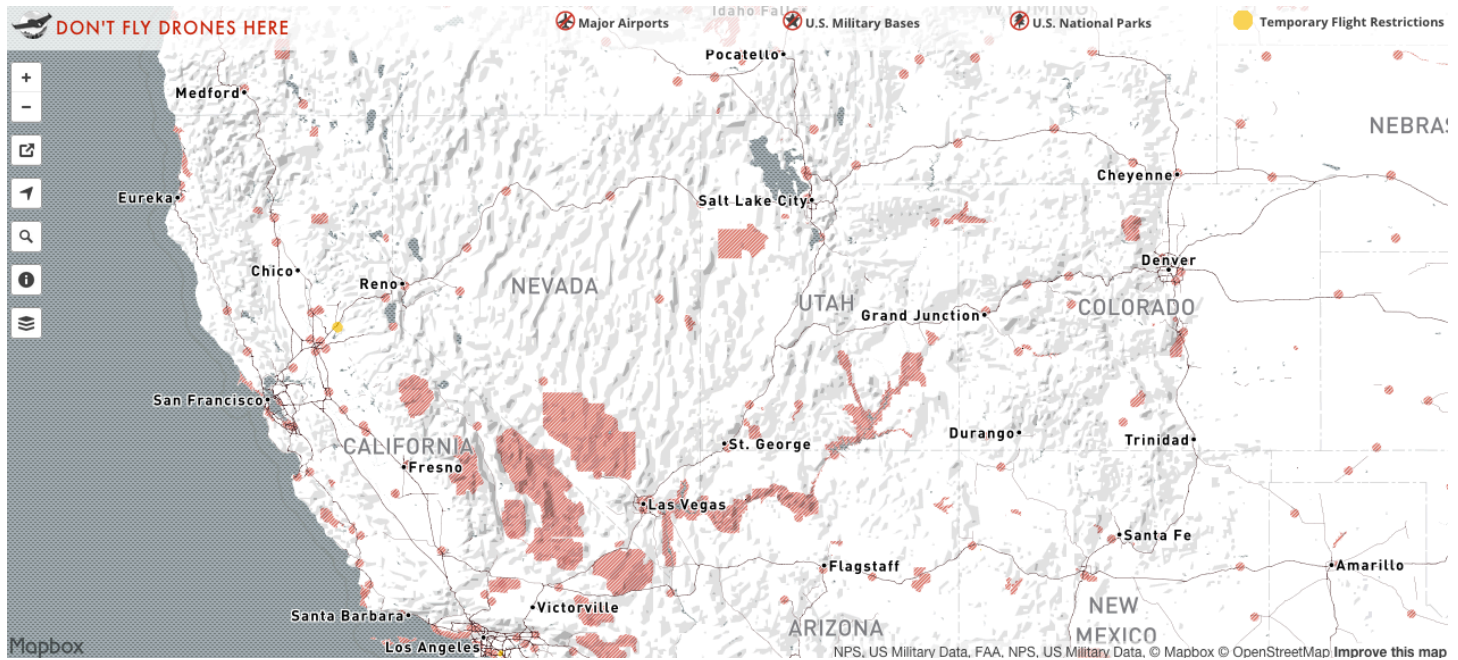 DON'T FLY DRONES HERE
Major Airports
U.S. Military Bases
U.S. National Parks
Temporary Flight Restrictions
Idaho Falls
WYOMING
Pocatello
Medford
NEBRAS
Cheyenne
Eureka
Salt Lake City
Chico
Reno
NEVADA
Denver
UTAH
COLORADO
Grand Junction
San Francisco
CALIFORNIA
Fresno
St. George
Durango
Trinidad
Las Vegas
Santa Fe
Flagstaff
Amarillo
Victorville
Santa Barbara
NEW
MEXICO
ARIZONA
Los Angeles
Mapbox
NPS, US Military Data, FAA, NPS, US Military Data, © Mapbox © OpenStreetMap Improve this map